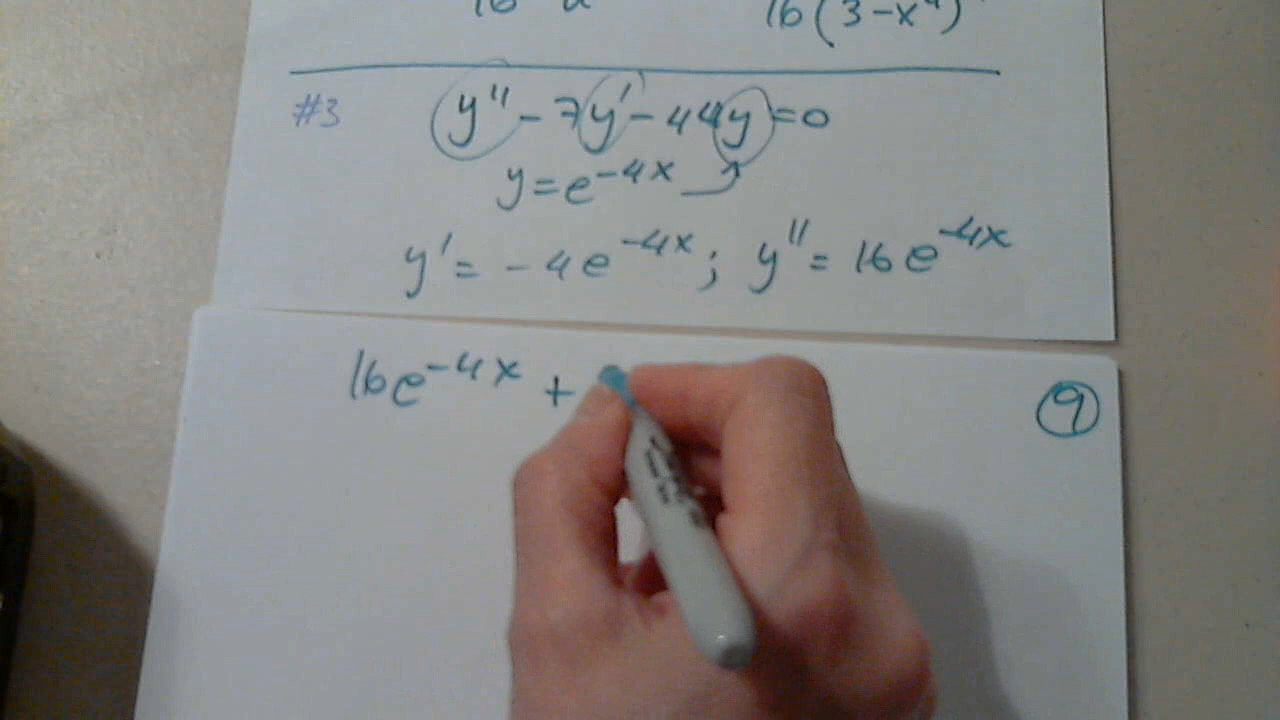 16(3-x⁴)
#3 y'' - 7y' - 44y = 0
y = e^{-4x}
y' = -4e^{-4x}; y'' = 16e^{-4x}
16e^{-4x} +
9